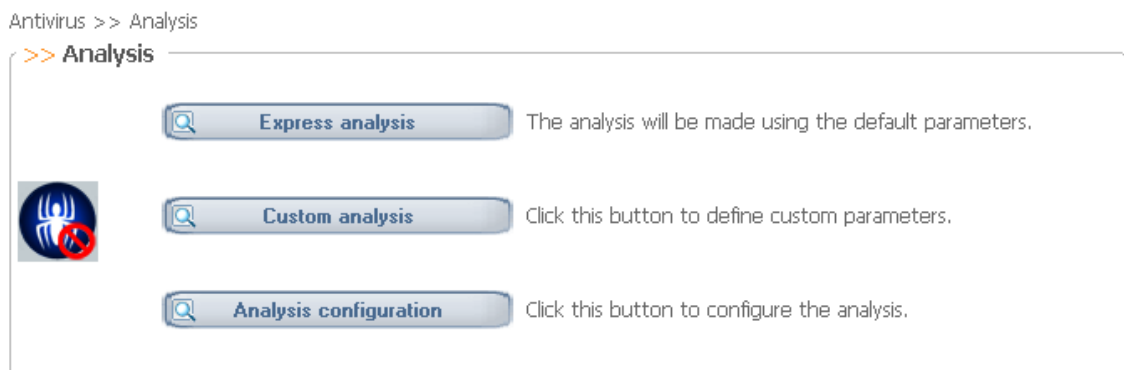 Antivirus >> Analysis
>> Analysis
Express analysis The analysis will be made using the default parameters.
Custom analysis Click this button to define custom parameters.
Analysis configuration Click this button to configure the analysis.